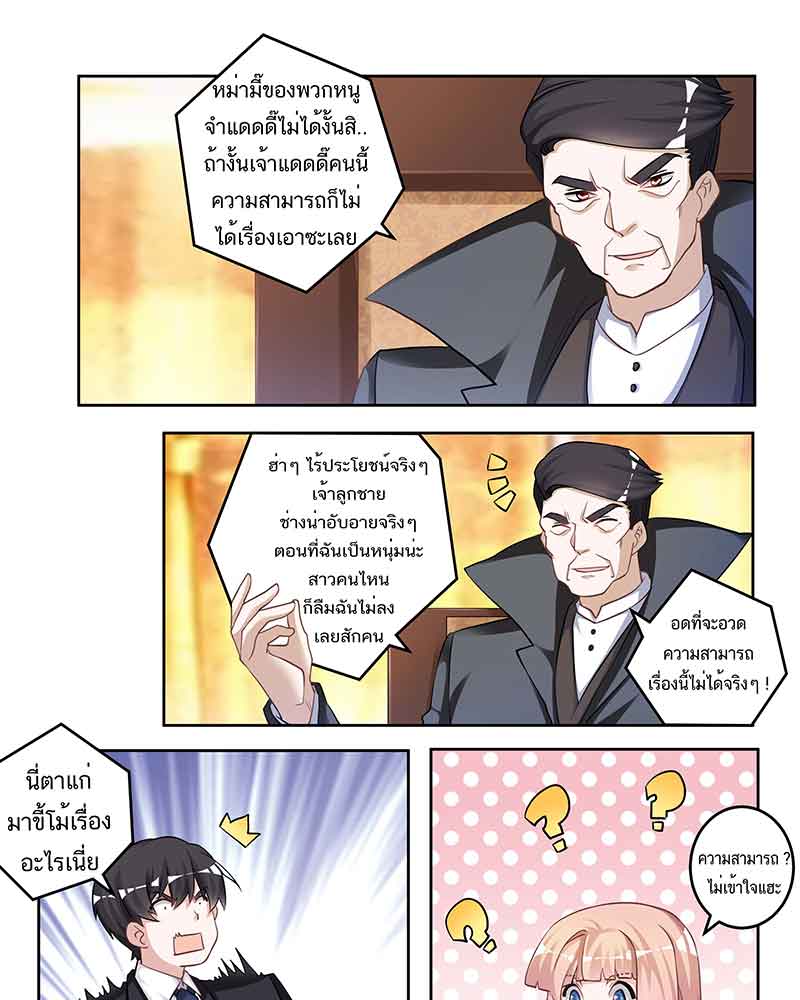 หม่ามี๊ของพวกหนู
จำแดดดี๊ไม่ได้งั้นสิ..
ถ้างั้นเจ้าแดดดี๊คนนี้
ความสามารถก็ไม่
ได้เรื่องเอาซะเลย
ฮ่าๆ ไร้ประโยชน์จริงๆ
เจ้าลูกชาย
ช่างน่าอับอายจริงๆ
ตอนที่ฉันเป็นหนุ่มน่ะ
สาวคนไหน
ก็ลืมฉันไม่ลง
เลยสักคน
อดที่จะอวด
ความสามารถ
เรื่องนี้ไม่ได้จริงๆ !
นี่ตาแก่
มาขี้โม้เรื่อง
อะไรเนี่ย
ความสามารถ ?
ไม่เข้าใจแฮะ